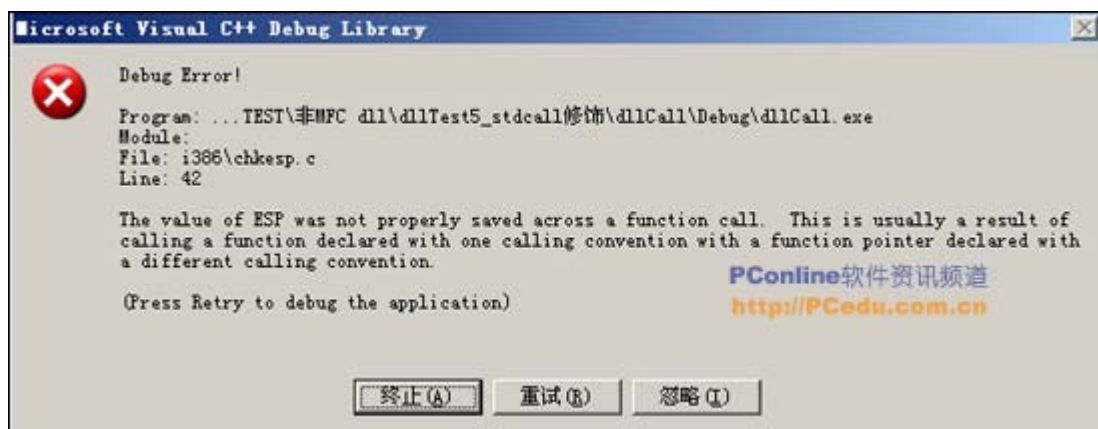 Microsoft Visual C++ Debug Library
Debug Error!
Program: ...TEST\非MFC dll\dllTest5_stdcall修饰\dllCall\Debug\dllCall.exe
Module:
File: i386\chkesp.c
Line: 42
The value of ESP was not properly saved across a function call.  This is usually a result of
calling a function declared with one calling convention with a function pointer declared with
a different calling convention.
PConline软件资讯频道
(Press Retry to debug the application)
http://PCedu.com.cn
终止(A) 重试(R) 忽略(I)